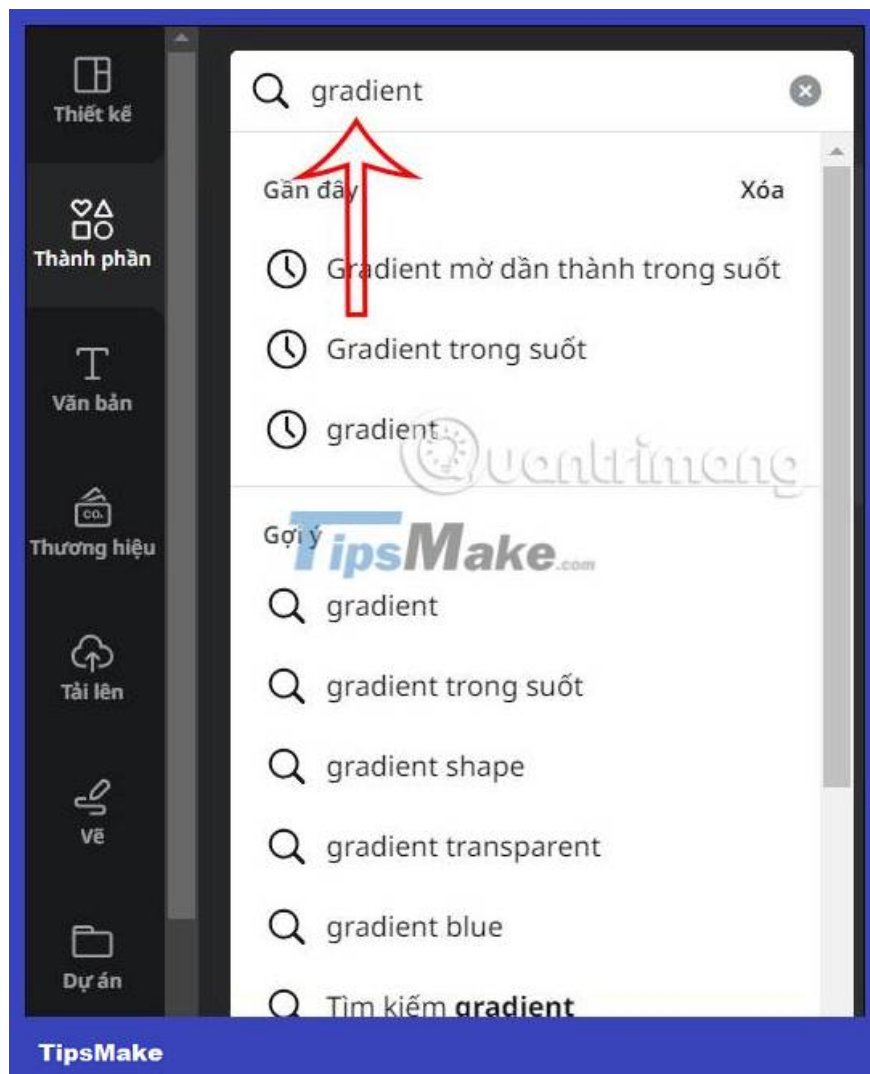 Thiết kế
Thành phần
Văn bản
CO.
Thương hiệu
Tải lên
Vẽ
Dự án
gradient
Gần đây
Xóa
Gradient mờ dần thành trong suốt
Gradient trong suốt
gradient
Quantrimang
Gợi ý
TipsMake.com
gradient
gradient trong suốt
gradient shape
gradient transparent
gradient blue
Tìm kiếm gradient
TipsMake